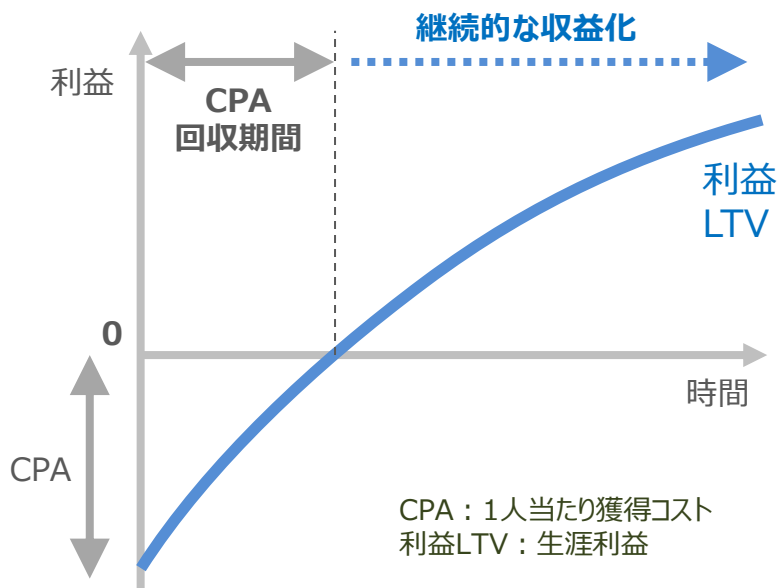 継続的な収益化
利益
CPA
回収期間
利益
LTV
0
時間
CPA
CPA：1人当たり獲得コスト
利益LTV：生涯利益